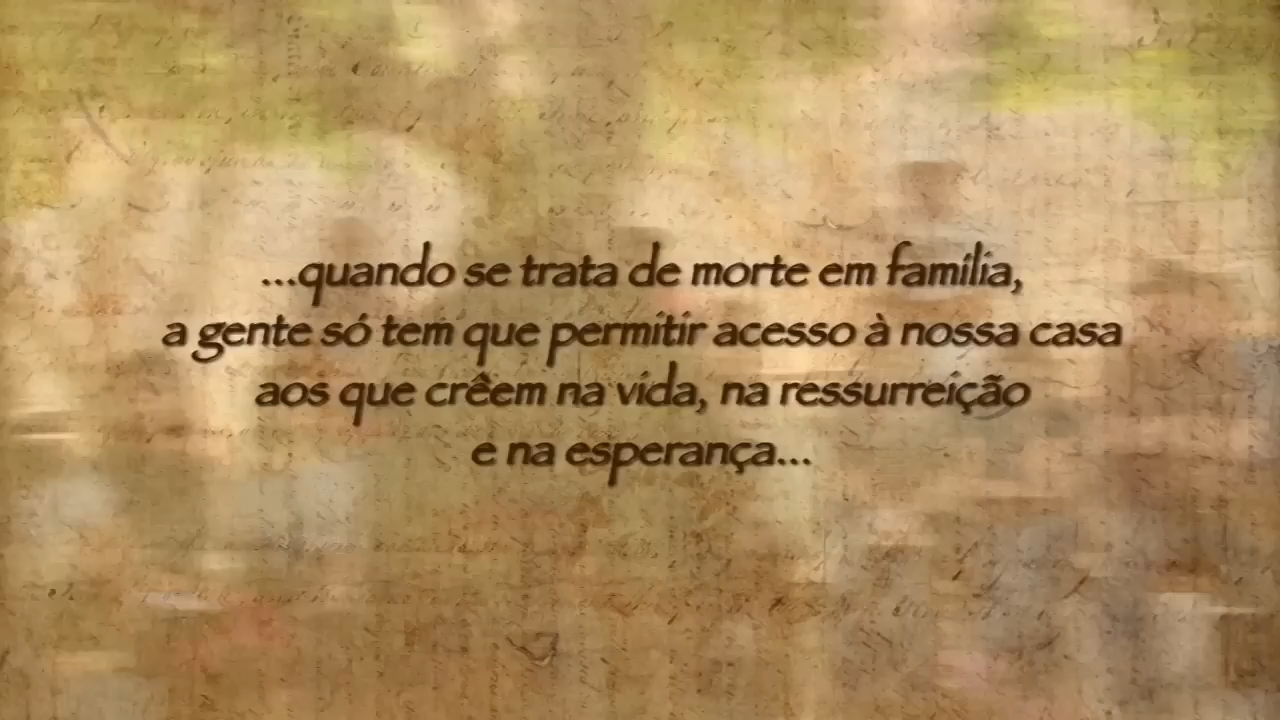 ...quando se trata de morte em família,
a gente só tem que permitir acesso à nossa casa
aos que crêem na vida, na ressurreição
e na esperança...